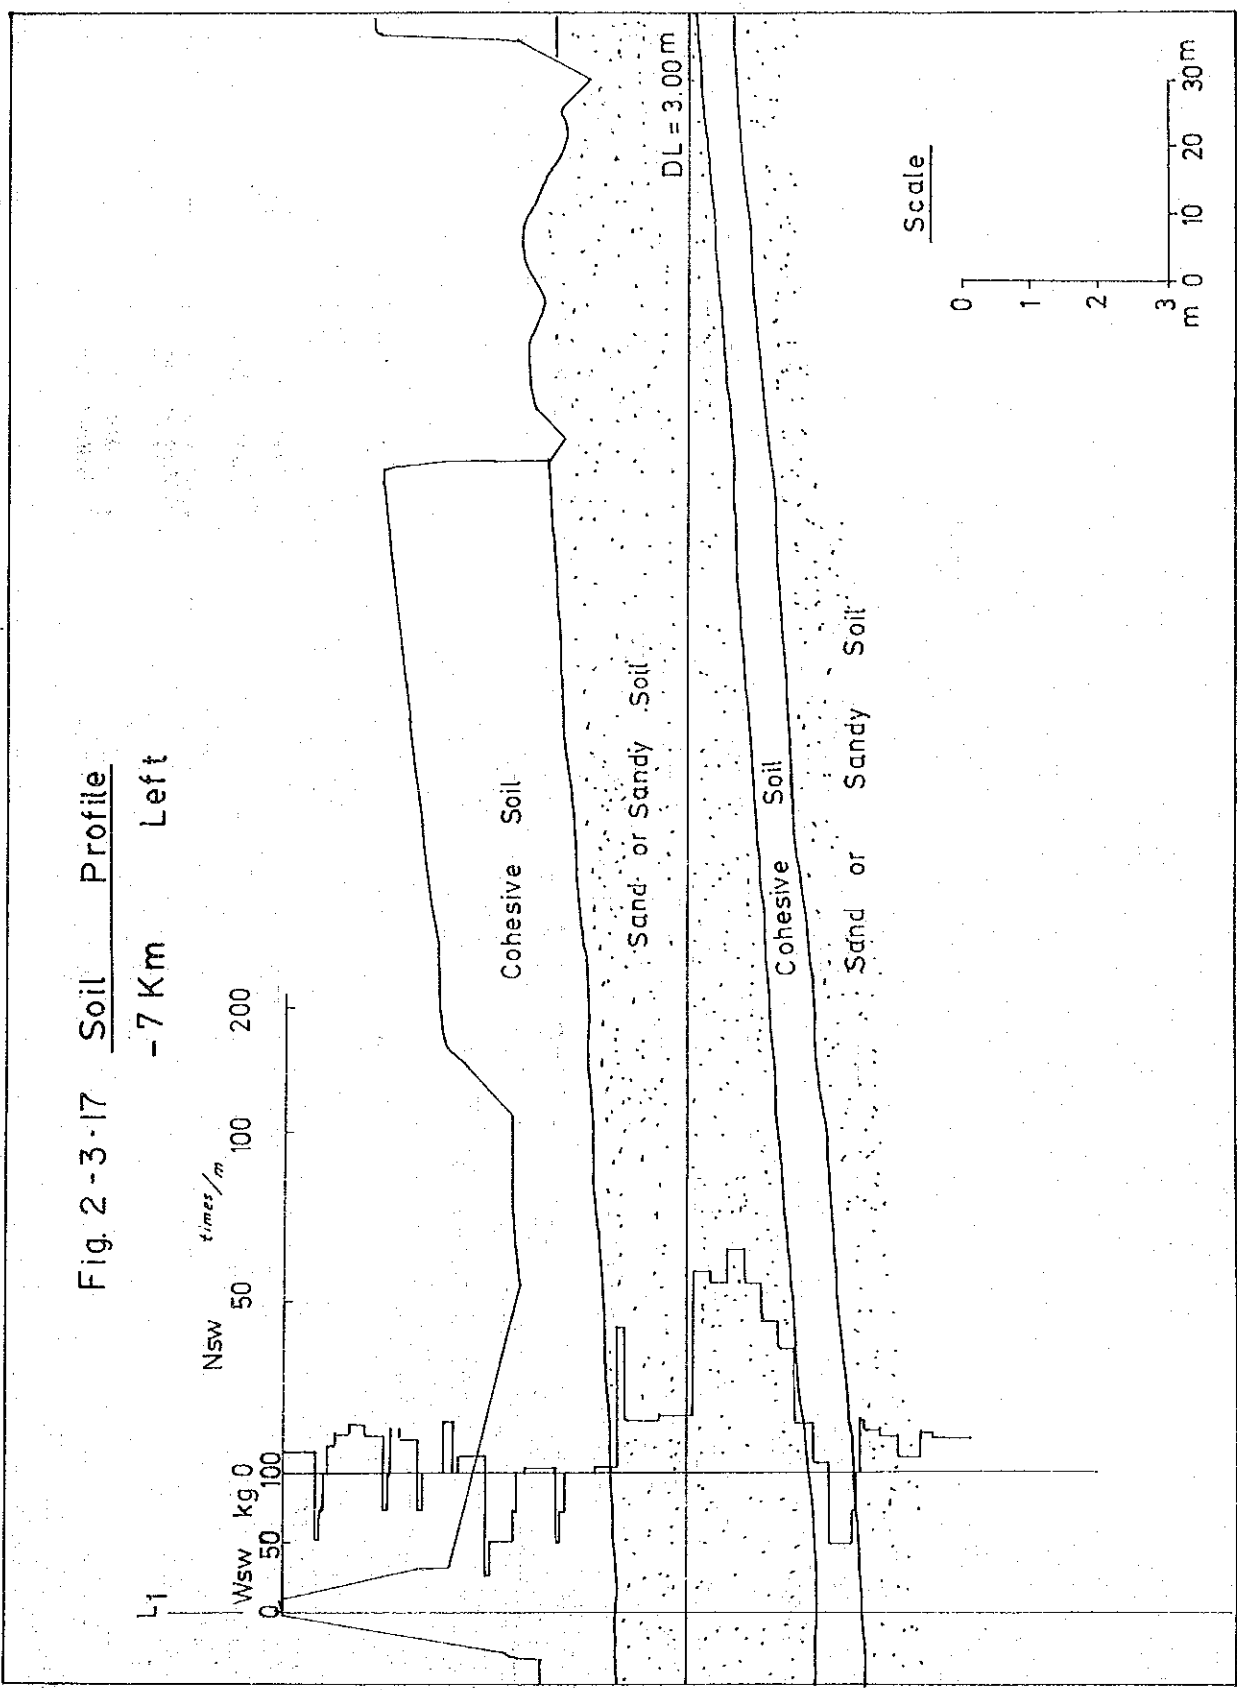 Fig. 2-3-17 Soil Profile
-7 Km Left
Nsw times/m
50 100 200
Wsw kg 0
0 50 100
L1
Cohesive Soil
Sand or Sandy Soil
DL = 3.00 m
Cohesive Soil
Sand or Sandy Soil
Scale
0
1
2
3
m 0 10 20 30 m